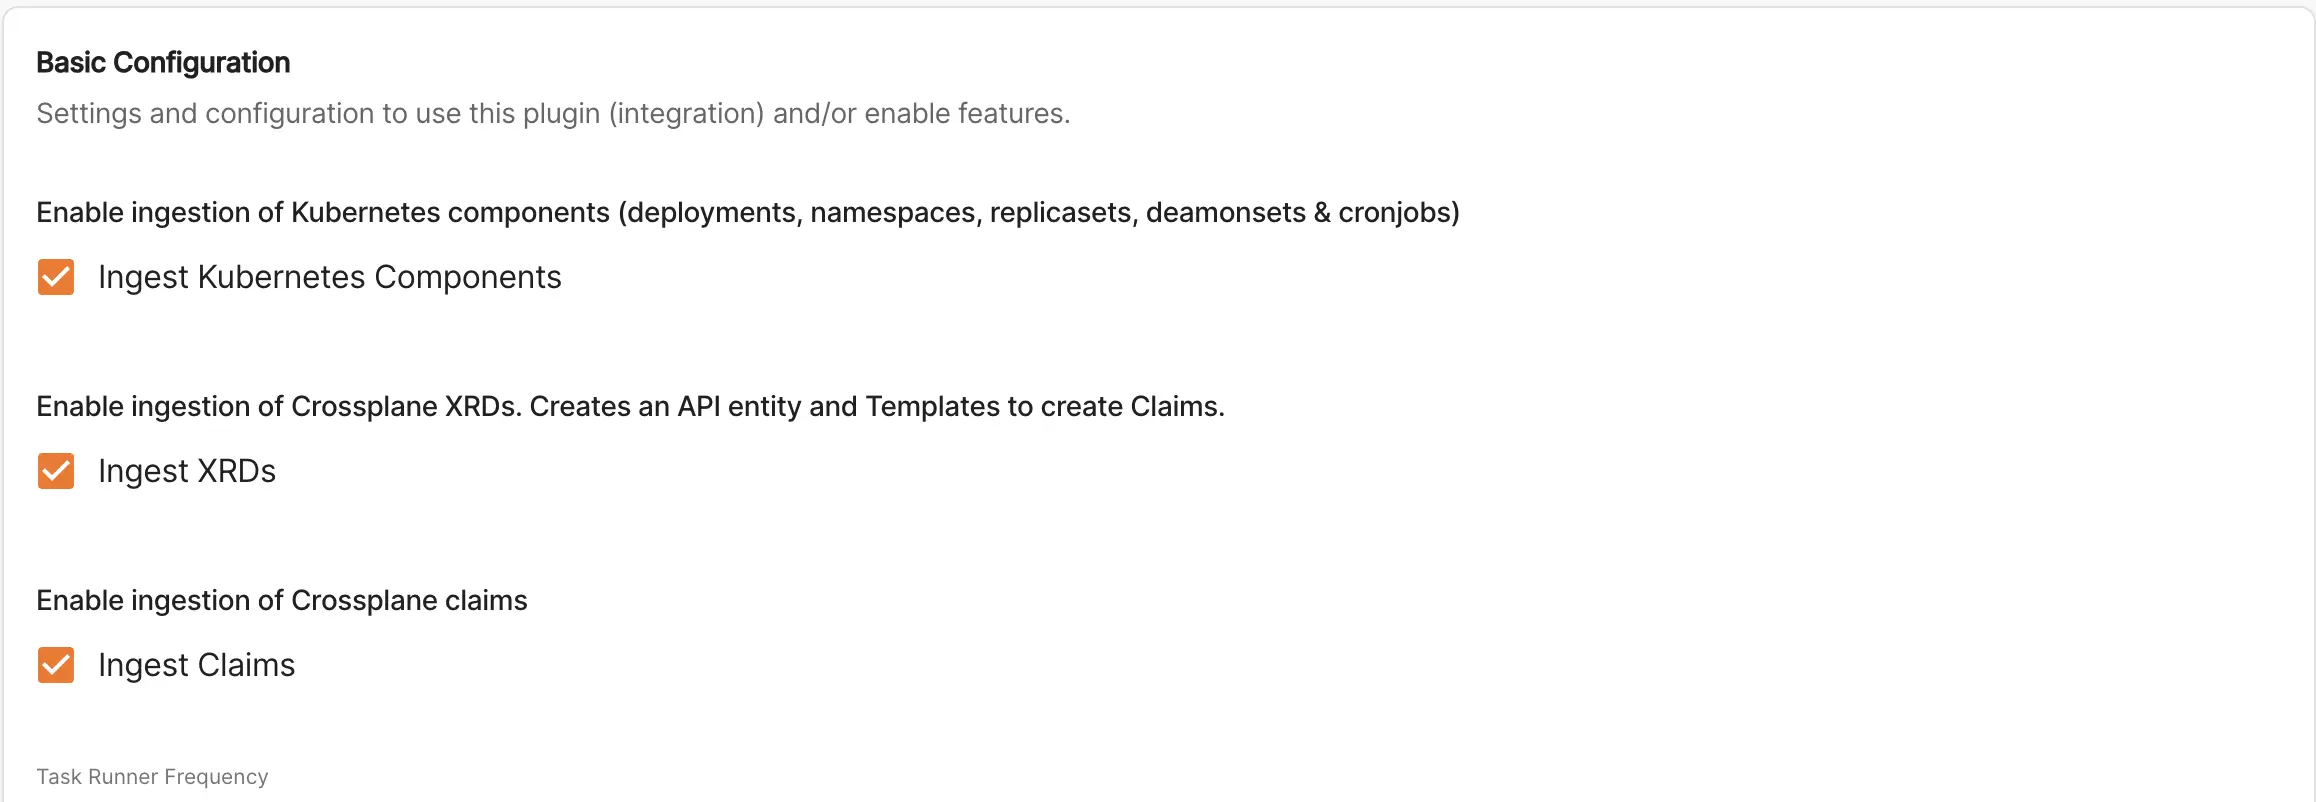 Basic Configuration
Settings and configuration to use this plugin (integration) and/or enable features.
Enable ingestion of Kubernetes components (deployments, namespaces, replicasets, deamonsets & cronjobs)
Ingest Kubernetes Components
Enable ingestion of Crossplane XRDs. Creates an API entity and Templates to create Claims.
Ingest XRDs
Enable ingestion of Crossplane claims
Ingest Claims
Task Runner Frequency